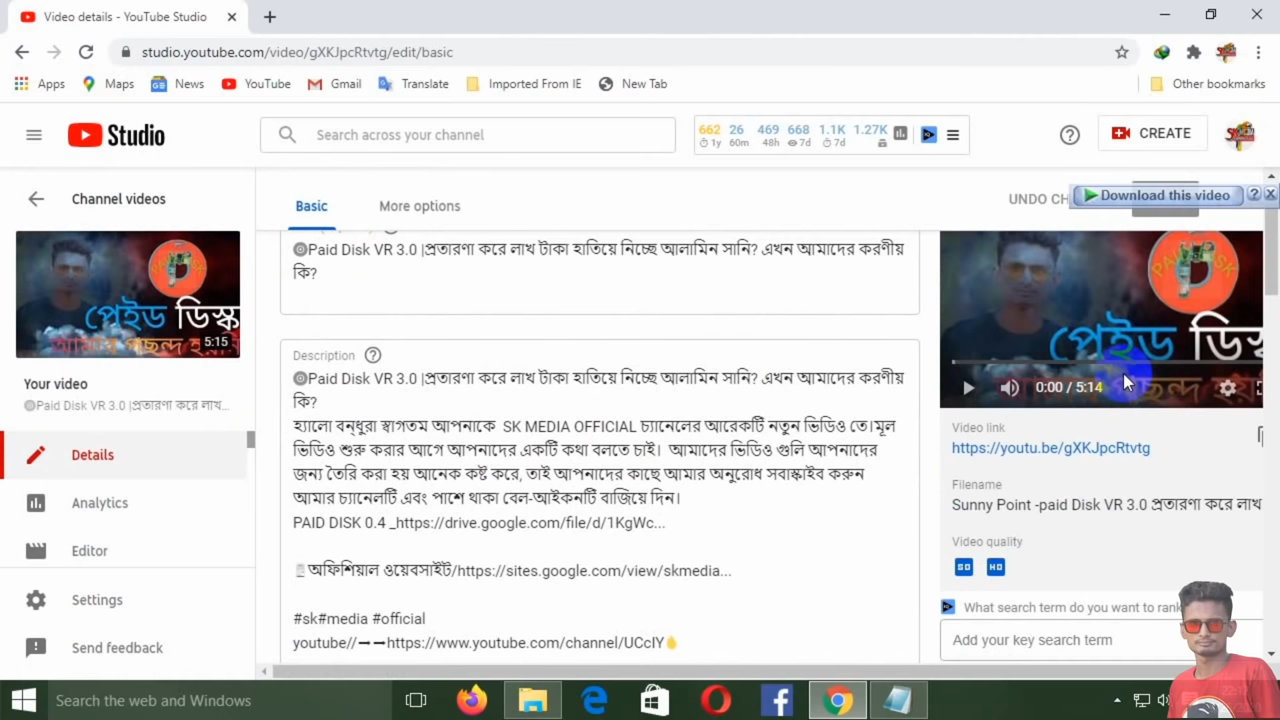 Video details - YouTube Studio
studio.youtube.com/video/gXKJpcRtvtg/edit/basic
Apps Maps News YouTube Gmail Translate Imported From IE New Tab Other bookmarks
Studio
Search across your channel
662 26 469 668 1.1K 1.27K
1y 60m 48h 7d 7d
CREATE
Channel videos
Basic More options UNDO CH
Download this video
Paid Disk VR 3.0 |প্রতারণা করে লাখ টাকা হাতিয়ে নিচ্ছে আলামিন সানি? এখন আমাদের করণীয়
কি?
পেইড ডিস্ক
5:15
Your video
Paid Disk VR 3.0 |প্রতারণা করে লাখ...
Details
Analytics
Editor
Settings
Send feedback
Description
Paid Disk VR 3.0 |প্রতারণা করে লাখ টাকা হাতিয়ে নিচ্ছে আলামিন সানি? এখন আমাদের করণীয়
কি?
হ্যালো বন্ধুরা স্বাগতম আপনাকে SK MEDIA OFFICIAL চ্যানেলের আরেকটি নতুন ভিডিও তে।মূল
ভিডিও শুরু করার আগে আপনাদের একটি কথা বলতে চাই। আমাদের ভিডিও গুলি আপনাদের
জন্য তৈরি করা হয় আনেক কষ্ট করে, তাই আপনাদের কাছে আমার অনুরোধ সবাস্কাইব করুন
আমার চ্যানেলটি এবং পাশে থাকা বেল-আইকনটি বাজিয়ে দিন।
PAID DISK 0.4 _https://drive.google.com/file/d/1KgWc...
অফিশিয়াল ওয়েবসাইট/https://sites.google.com/view/skmedia...
#sk#media #official
youtube//➞➞https://www.youtube.com/channel/UCcIY
PAID DISK
পেইড
0:00 / 5:14
Video link
https://youtu.be/gXKJpcRtvtg
Filename
Sunny Point -paid Disk VR 3.0 প্রতারণা করে লাখ
Video quality
SD HD
What search term do you want to rank
Add your key search term
Search the web and Windows